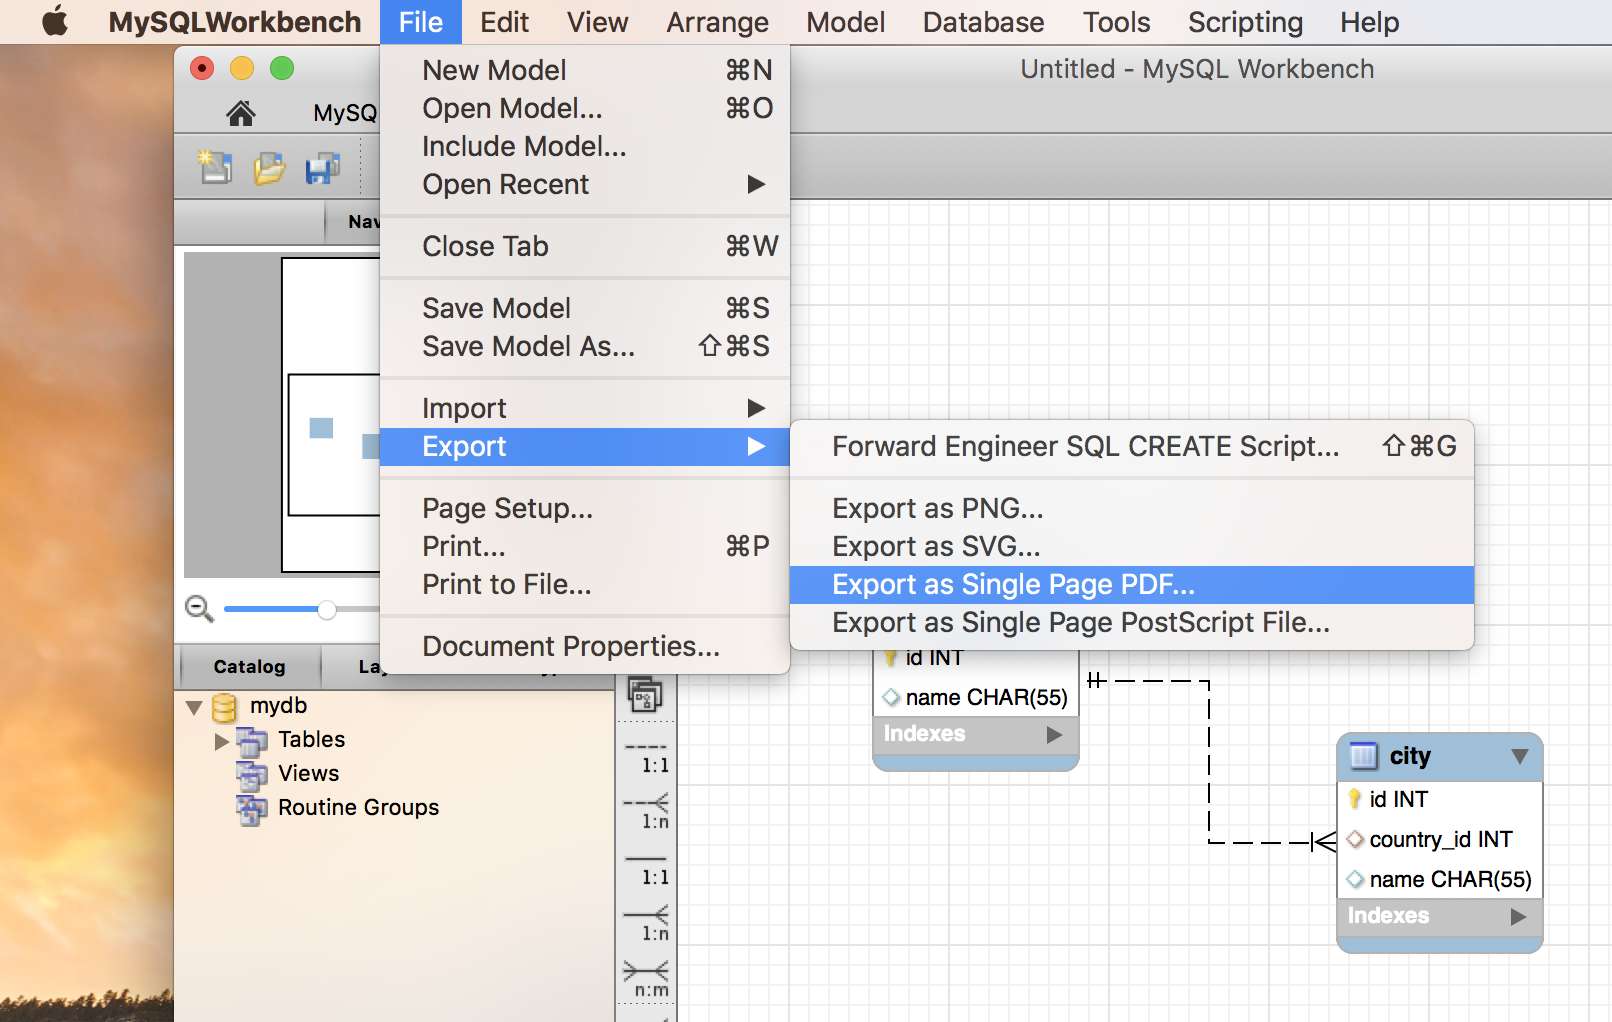 MySQLWorkbench File Edit View Arrange Model Database Tools Scripting Help
Untitled - MySQL Workbench
MySQ
Nav
New Model ⌘N
Open Model... ⌘O
Include Model...
Open Recent ▶
Close Tab ⌘W
Save Model ⌘S
Save Model As... ⇧⌘S
Import ▶
Export ▶
Page Setup...
Print... ⌘P
Print to File...
Document Properties...
Forward Engineer SQL CREATE Script... ⇧⌘G
Export as PNG...
Export as SVG...
Export as Single Page PDF...
Export as Single Page PostScript File...
Catalog
mydb
Tables
Views
Routine Groups
1:1
1:n
1:1
1:n
n:m
id INT
name CHAR(55)
Indexes
city
id INT
country_id INT
name CHAR(55)
Indexes